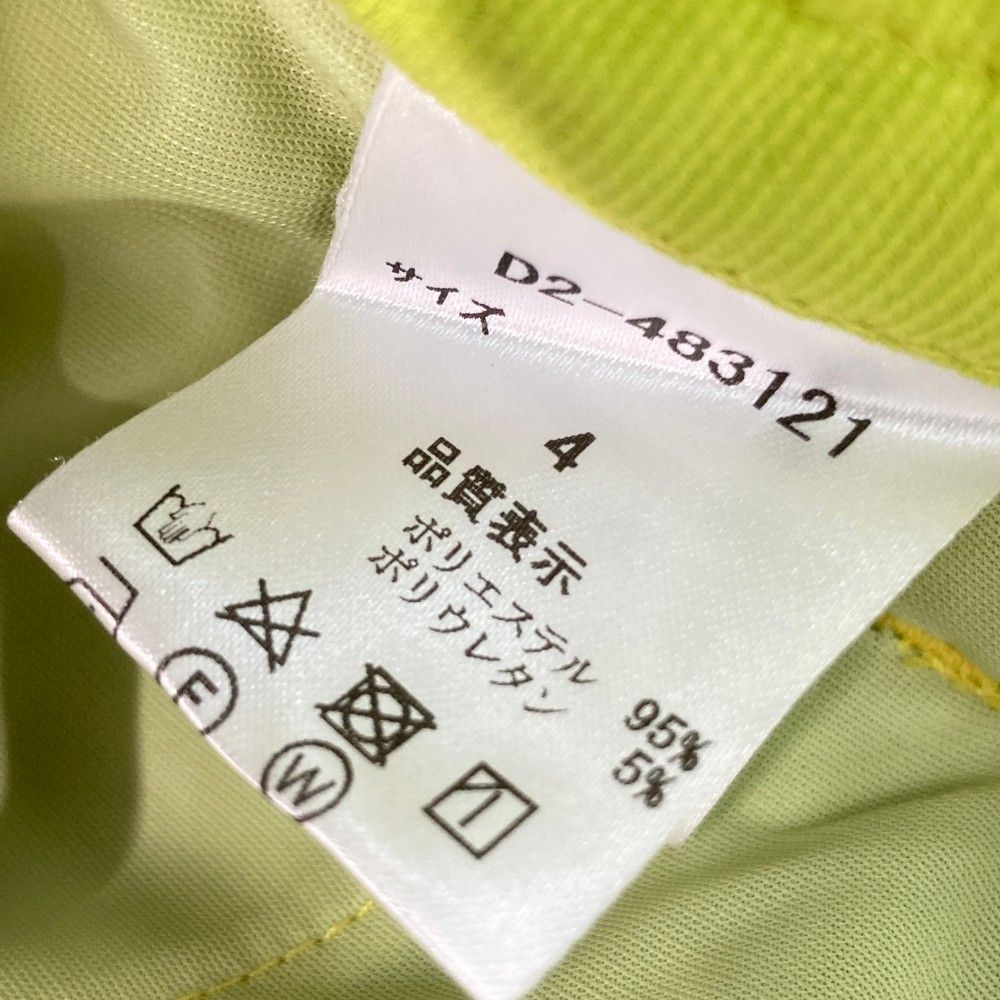 D2-483121
サイズ
4
品質表示
ポリエステル 95%
ポリウレタン 5%
F
W